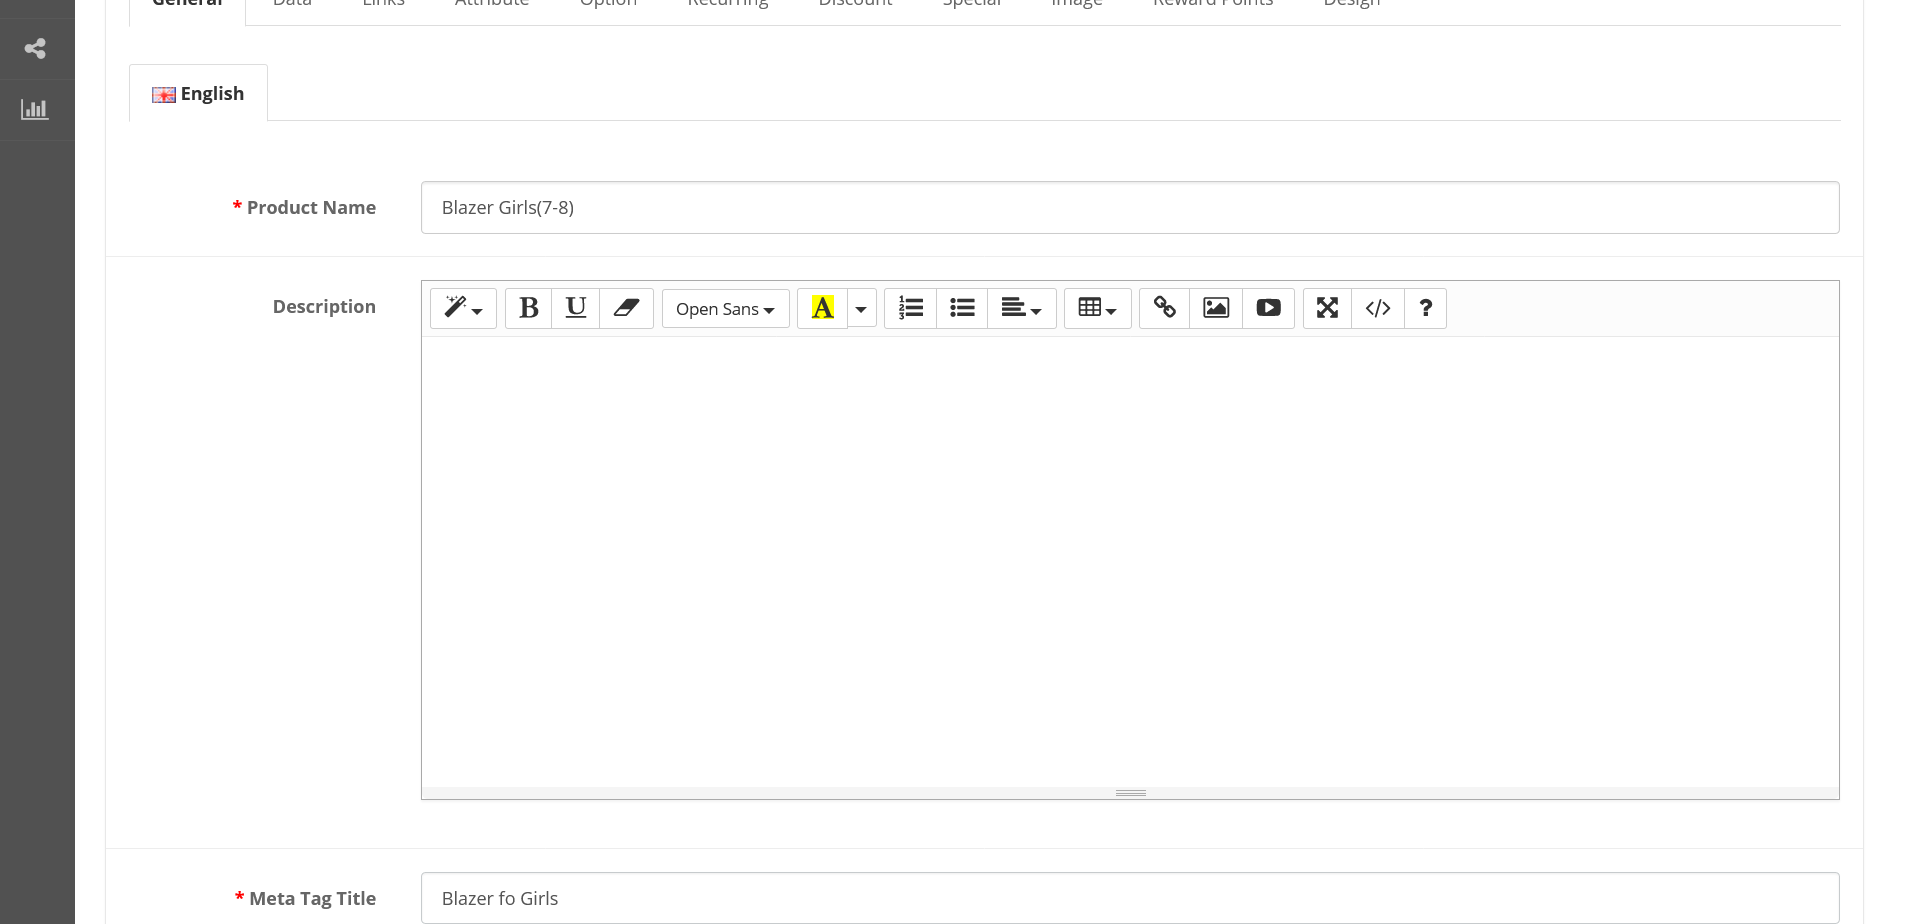 General Data Links Attribute Option Recurring Discount Special Image Reward Points Design
English
* Product Name Blazer Girls(7-8)
Description B U Open Sans A ?
* Meta Tag Title Blazer fo Girls